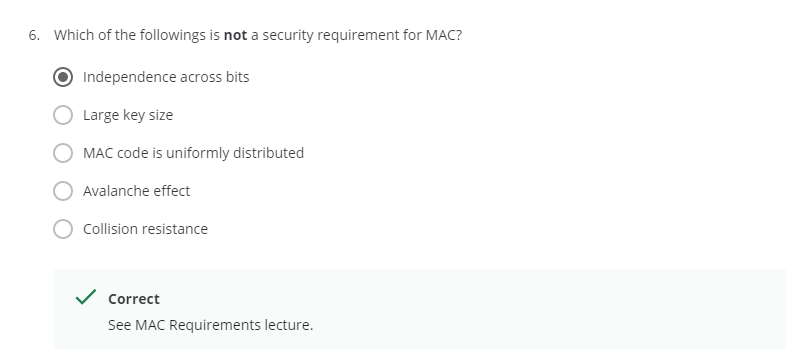 6. Which of the followings is not a security requirement for MAC?
Independence across bits
Large key size
MAC code is uniformly distributed
Avalanche effect
Collision resistance
Correct
See MAC Requirements lecture.